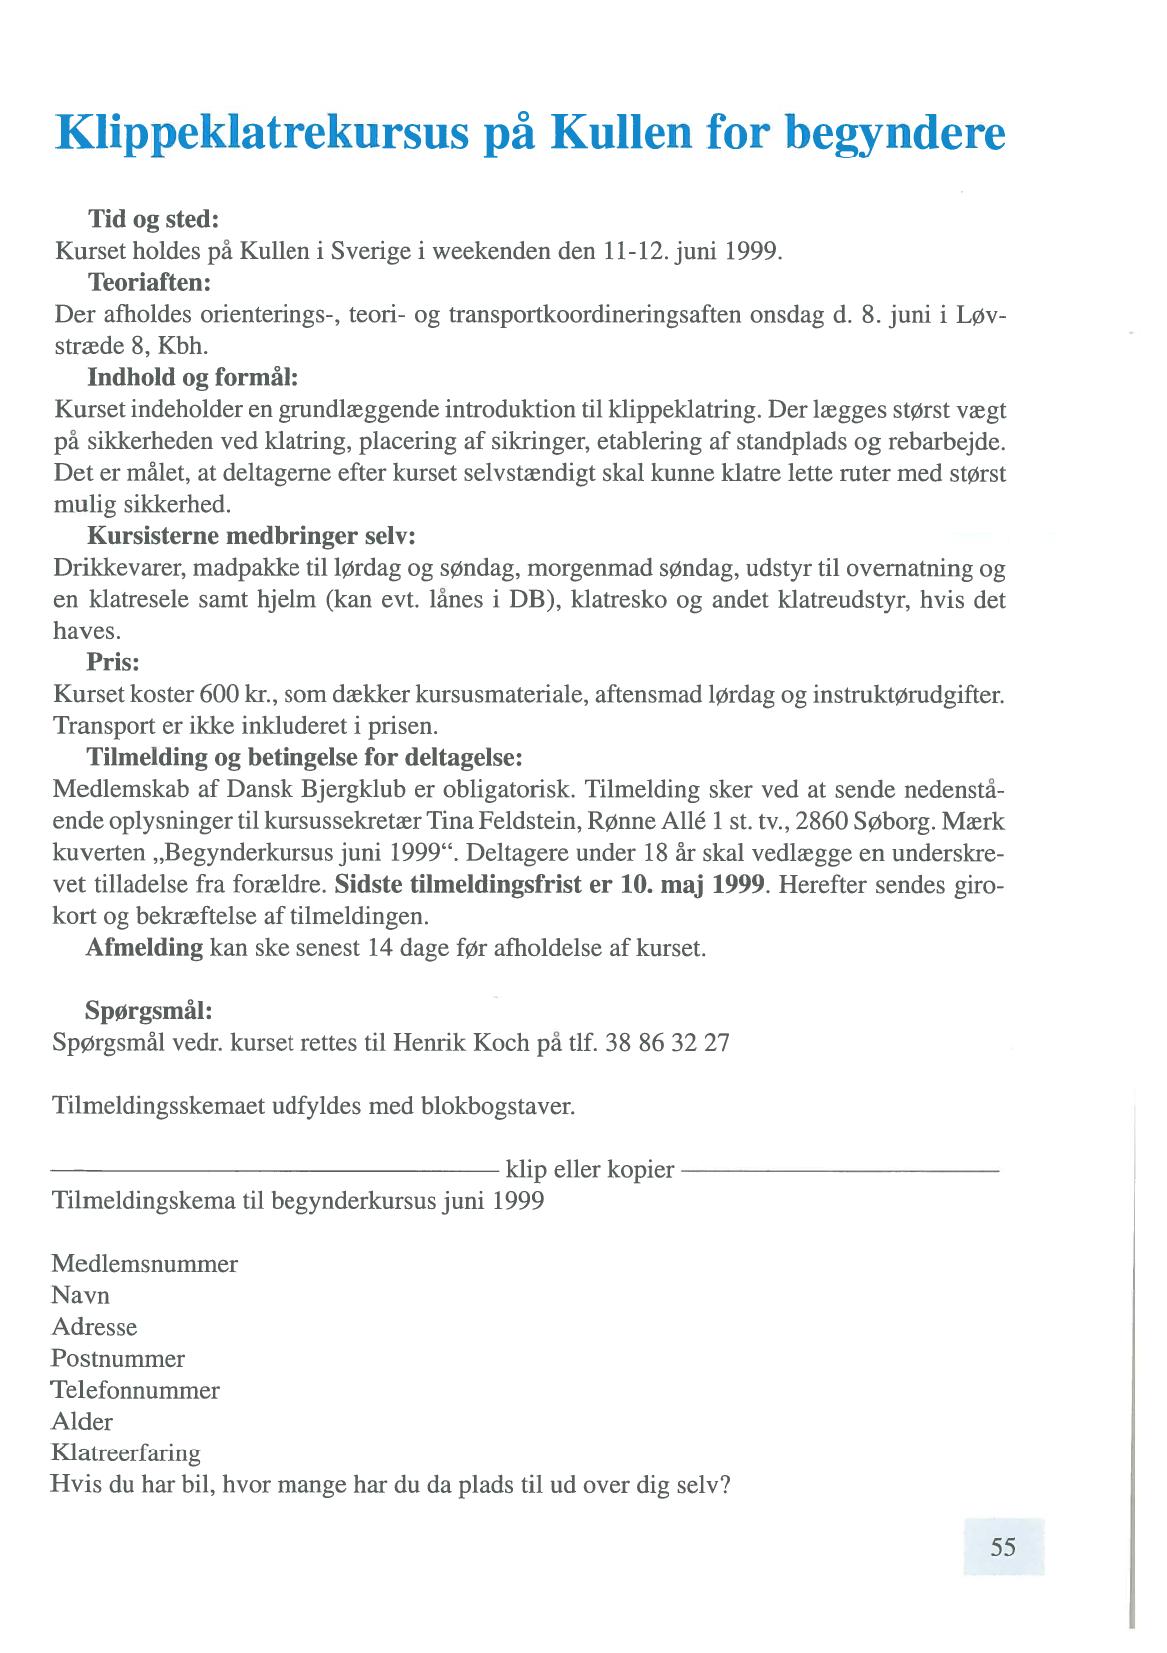 Klippeklatrekursus på Kullen for begyndere
Tid og sted:
Kurset holdes på Kullen i Sverige i weekenden den 11-12. juni 1999.
Teoriaften:
Der afholdes orienterings-, teori- og transportkoordineringsaften onsdag d. 8. juni i Løv-
stræde 8, Kbh.
Indhold og formål:
Kurset indeholder en grundlæggende introduktion til klippeklatring. Der lægges størst vægt
på sikkerheden ved klatring, placering af sikringer, etablering af standplads og rebarbejde.
Det er målet, at deltagerne efter kurset selvstændigt skal kunne klatre lette ruter med størst
mulig sikkerhed.
Kursisterne medbringer selv:
Drikkevarer, madpakke til lørdag og søndag, morgenmad søndag, udstyr til overnatning og
en klatresele samt hjelm (kan evt. lånes i DB), klatresko og andet klatreudstyr, hvis det
haves.
Pris:
Kurset koster 600 kr., som dækker kursusmateriale, aftensmad lørdag og instruktørudgifter.
Transport er ikke inkluderet i prisen.
Tilmelding og betingelse for deltagelse:
Medlemskab af Dansk Bjergklub er obligatorisk. Tilmelding sker ved at sende nedenstå-
ende oplysninger til kursussekretær Tina Feldstein, Rønne Allé 1 st. tv., 2860 Søborg. Mærk
kuverten „Begynderkursus juni 1999“. Deltagere under 18 år skal vedlægge en underskre-
vet tilladelse fra forældre. Sidste tilmeldingsfrist er 10. maj 1999. Herefter sendes giro-
kort og bekræftelse af tilmeldingen.
Afmelding kan ske senest 14 dage før afholdelse af kurset.
Spørgsmål:
Spørgsmål vedr. kurset rettes til Henrik Koch på tlf. 38 86 32 27
Tilmeldingsskemaet udfyldes med blokbogstaver.
klip eller kopier
Tilmeldingskema til begynderkursus juni 1999
Medlemsnummer
Navn
Adresse
Postnummer
Telefonnummer
Alder
Klatreerfaring
Hvis du har bil, hvor mange har du da plads til ud over dig selv?
55